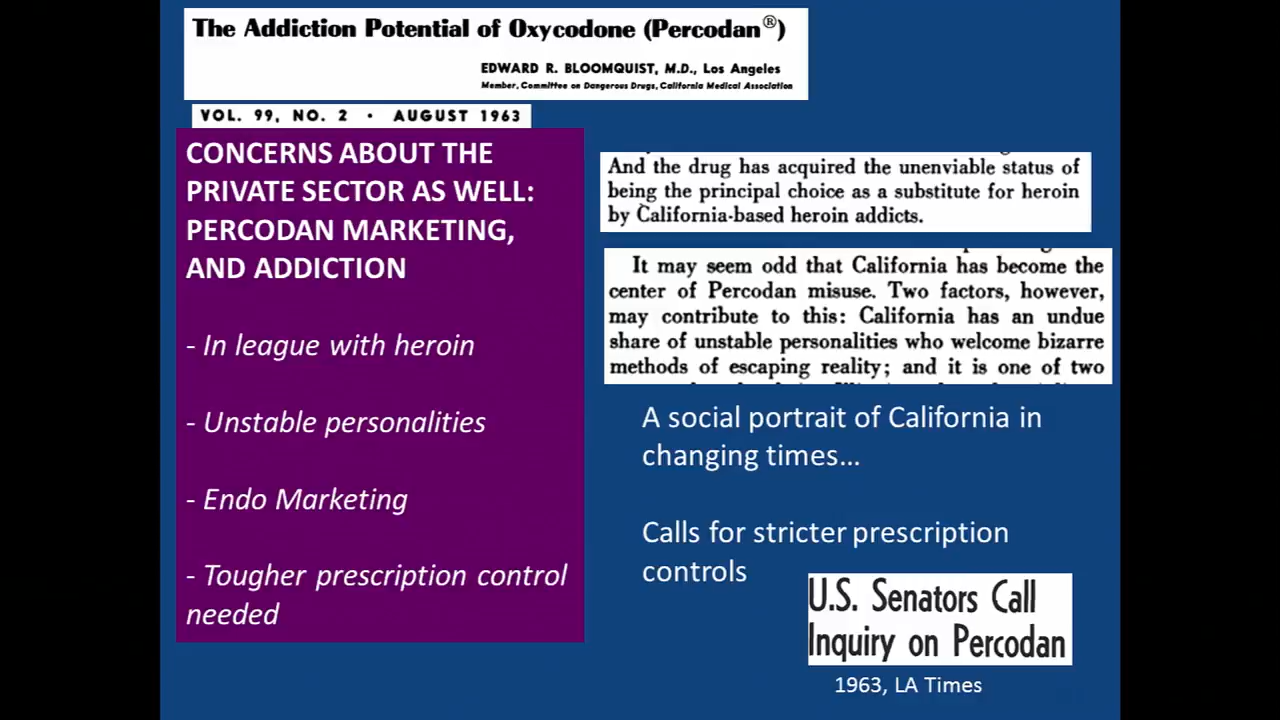 The Addiction Potential of Oxycodone (Percodan®)
EDWARD R. BLOOMQUIST, M.D., Los Angeles
Member, Committee on Dangerous Drugs, California Medical Association
VOL. 99, NO. 2 • AUGUST 1963
CONCERNS ABOUT THE
PRIVATE SECTOR AS WELL:
PERCODAN MARKETING,
AND ADDICTION
- In league with heroin
- Unstable personalities
- Endo Marketing
- Tougher prescription control
needed
And the drug has acquired the unenviable status of
being the principal choice as a substitute for heroin
by California-based heroin addicts.
It may seem odd that California has become the
center of Percodan misuse. Two factors, however,
may contribute to this: California has an undue
share of unstable personalities who welcome bizarre
methods of escaping reality; and it is one of two
A social portrait of California in
changing times…
Calls for stricter prescription
controls
U.S. Senators Call
Inquiry on Percodan
1963, LA Times